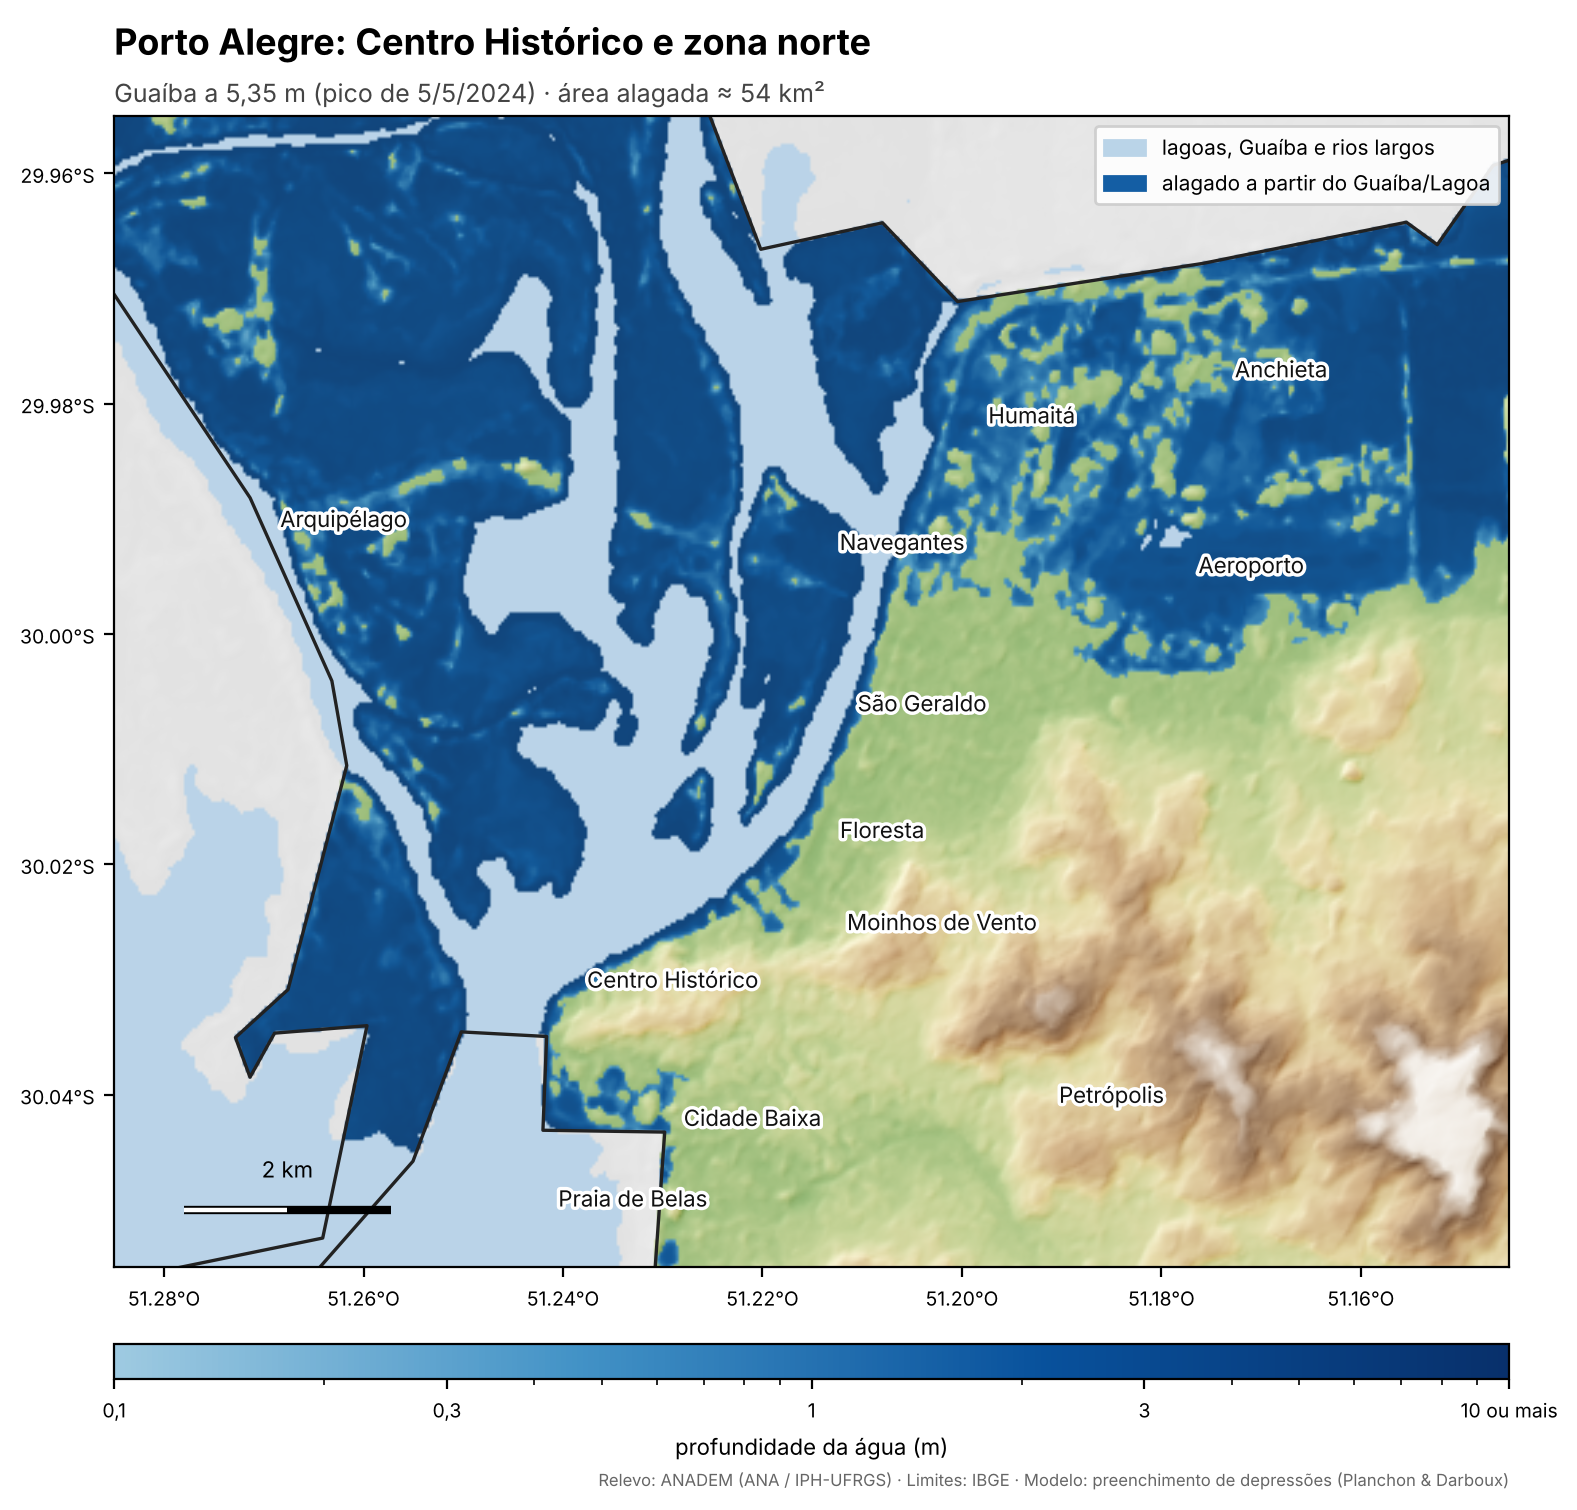 Porto Alegre: Centro Histórico e zona norte
Guaíba a 5,35 m (pico de 5/5/2024) · área alagada ≈ 54 km²
lagoas, Guaíba e rios largos
alagado a partir do Guaíba/Lagoa
29.96°S
29.98°S
30.00°S
30.02°S
30.04°S
Anchieta
Humaitá
Arquipélago
Navegantes
Aeroporto
São Geraldo
Floresta
Moinhos de Vento
Centro Histórico
Petrópolis
Cidade Baixa
2 km
Praia de Belas
51.28°O
51.26°O
51.24°O
51.22°O
51.20°O
51.18°O
51.16°O
0,1
0,3
1
3
10 ou mais
profundidade da água (m)
Relevo: ANADEM (ANA / IPH-UFRGS) · Limites: IBGE · Modelo: preenchimento de depressões (Planchon & Darboux)